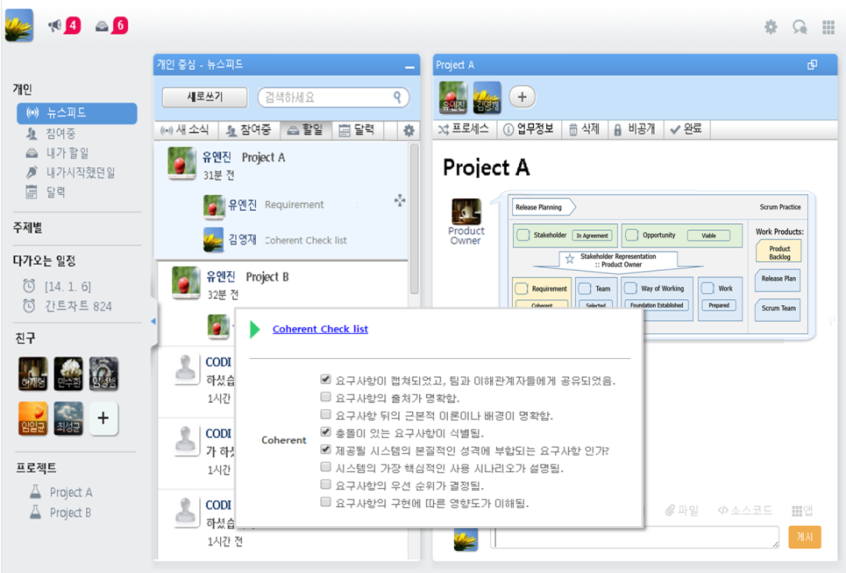 4
6
개인
뉴스피드
참여중
내가 할일
내가시작했던일
달력
주제별
다가오는 일정
[14. 1. 6]
간트차트 824
친구
허재영
민수환
임성범
임일균
최성군
+
프로젝트
Project A
Project B
개인 중심 - 뉴스피드
새로쓰기
검색하세요
새 소식
참여중
할일
달력
유엔진 Project A
31분 전
유엔진 Requirement
김영재 Coherent Check list
유엔진 Project B
32분 전
CODI
하셨습
1시간
CODI
가 하
1시간
CODI
하셨습
1시간 전
Project A
유엔진
김영재
+
프로세스
업무정보
삭제
비공개
완료
Project A
Product
Owner
Release Planning
Scrum Practice
Stakeholder
In Agreement
Opportunity
Viable
Stakeholder Representation
:: Product Owner
Requirement
Coherent
Team
Selected
Way of Working
Foundation Established
Work
Prepared
Work Products:
Product
Backlog
Release Plan
Scrum Team
Coherent Check list
Coherent
요구사항이 캡쳐되었고, 팀과 이해관계자들에게 공유되었음.
요구사항의 출처가 명확함.
요구사항 뒤의 근본적 이론이나 배경이 명확함.
충돌이 있는 요구사항이 식별됨.
제공될 시스템의 본질적인 성격에 부합되는 요구사항 인가?
시스템의 가장 핵심적인 사용 시나리오가 설명됨.
요구사항의 우선 순위가 결정됨.
요구사항의 구현에 따른 영향도가 이해됨.
파일
소스코드
앱
게시